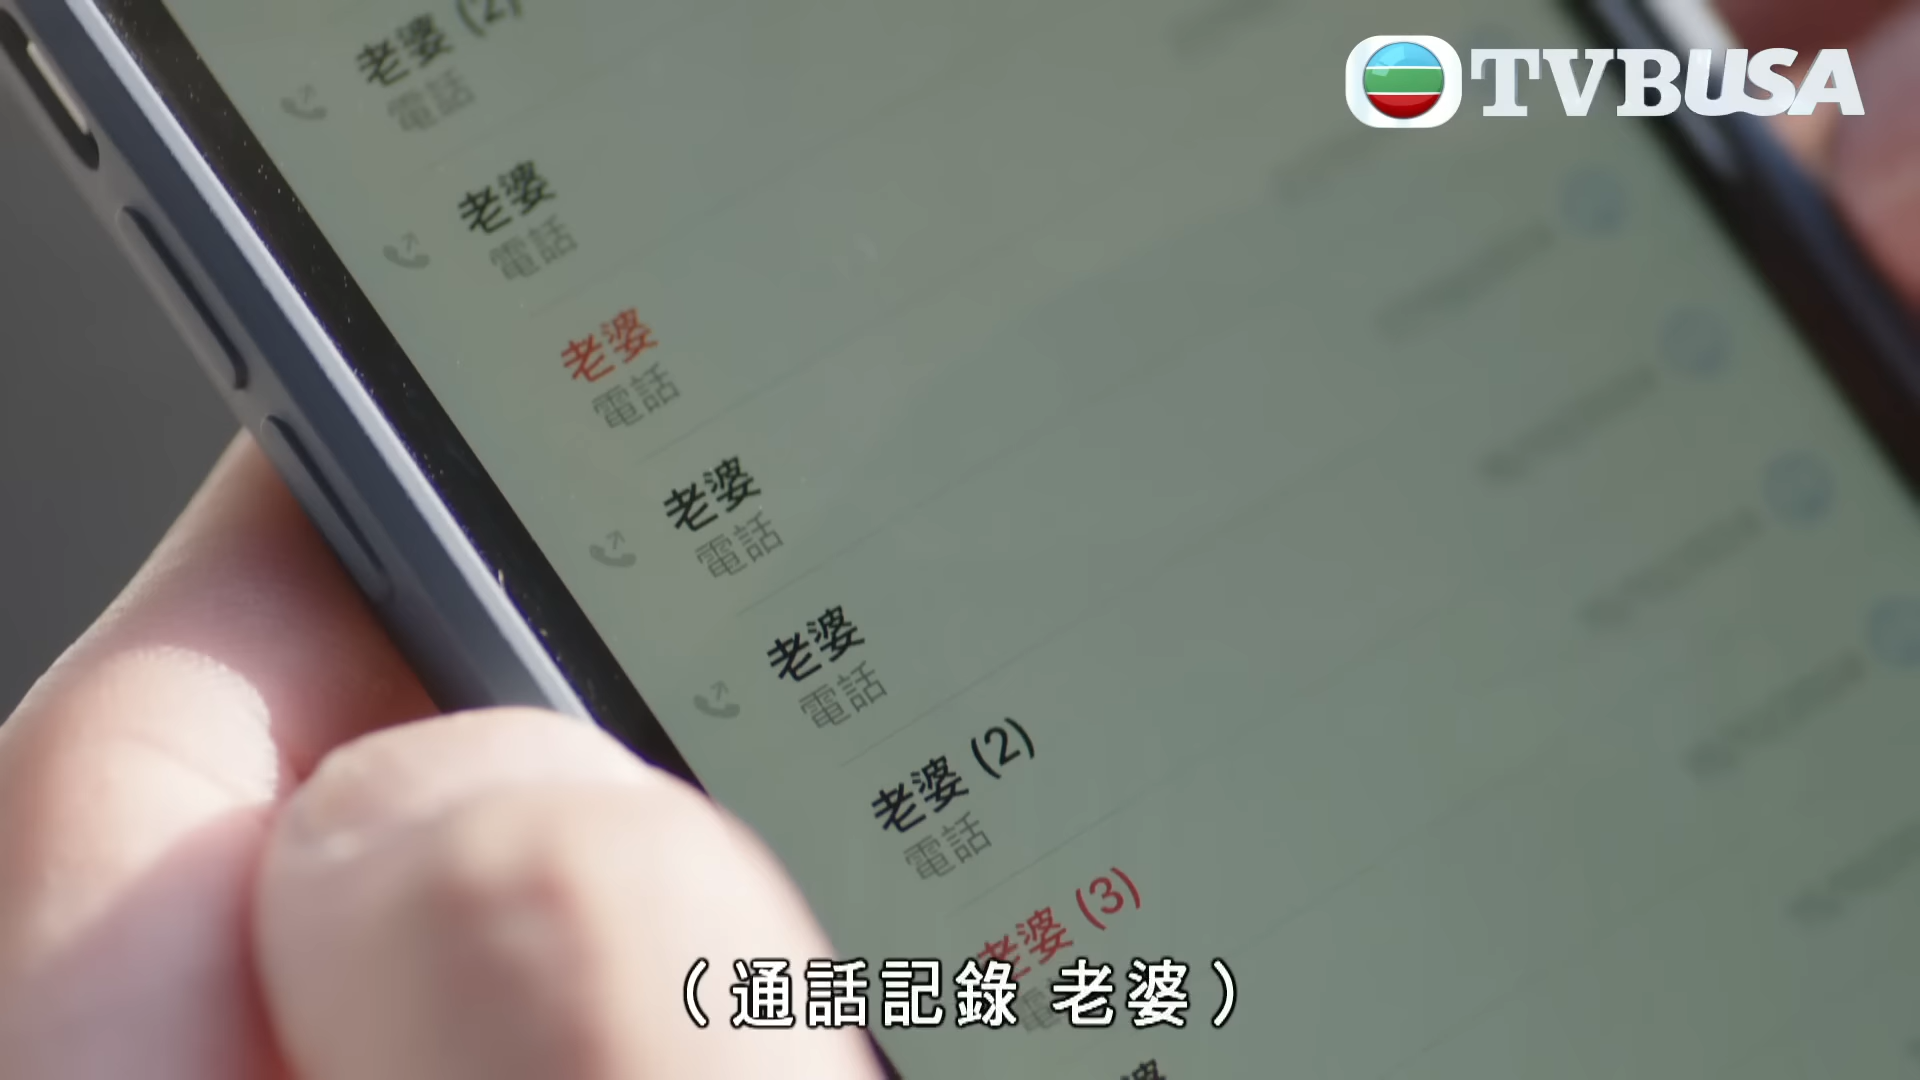 TVBUSA
老婆 (2)
電話
老婆
電話
老婆
電話
老婆
電話
老婆
電話
老婆 (2)
電話
老婆 (3)
（通話記錄 老婆）